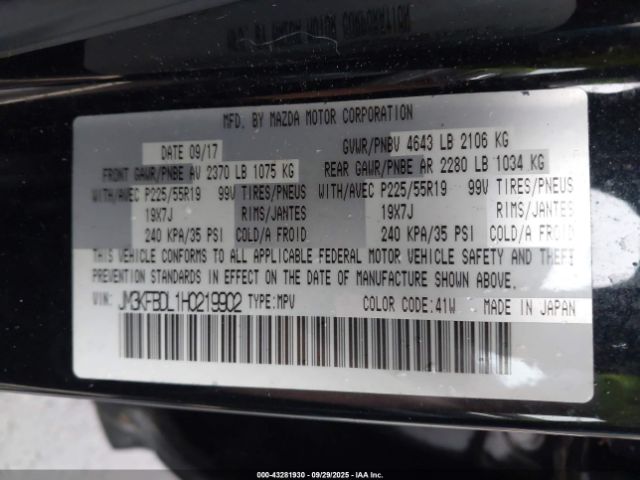 MFD. BY MAZDA MOTOR CORPORATION
DATE 09/17 GVWR/PNBV 4643 LB 2106 KG
FRONT GAWR/PNBE AV 2370 LB 1075 KG REAR GAWR/PNBE AR 2280 LB 1034 KG
WITH/AVEC P225/55R19 99V TIRES/PNEUS WITH/AVEC P225/55R19 99V TIRES/PNEUS
19X7J RIMS/JANTES 19X7J RIMS/JANTES
240 KPA/35 PSI COLD/A FROID 240 KPA/35 PSI COLD/A FROID
THIS VEHICLE CONFORMS TO ALL APPLICABLE FEDERAL MOTOR VEHICLE SAFETY AND THEFT
PREVENTION STANDARDS IN EFFECT ON THE DATE OF MANUFACTURE SHOWN ABOVE.
VIN: JM3KFBDL1H0219902 TYPE:MPV COLOR CODE:41W MADE IN JAPAN
000-43281930 - 09/29/2025 - IAAI.COM